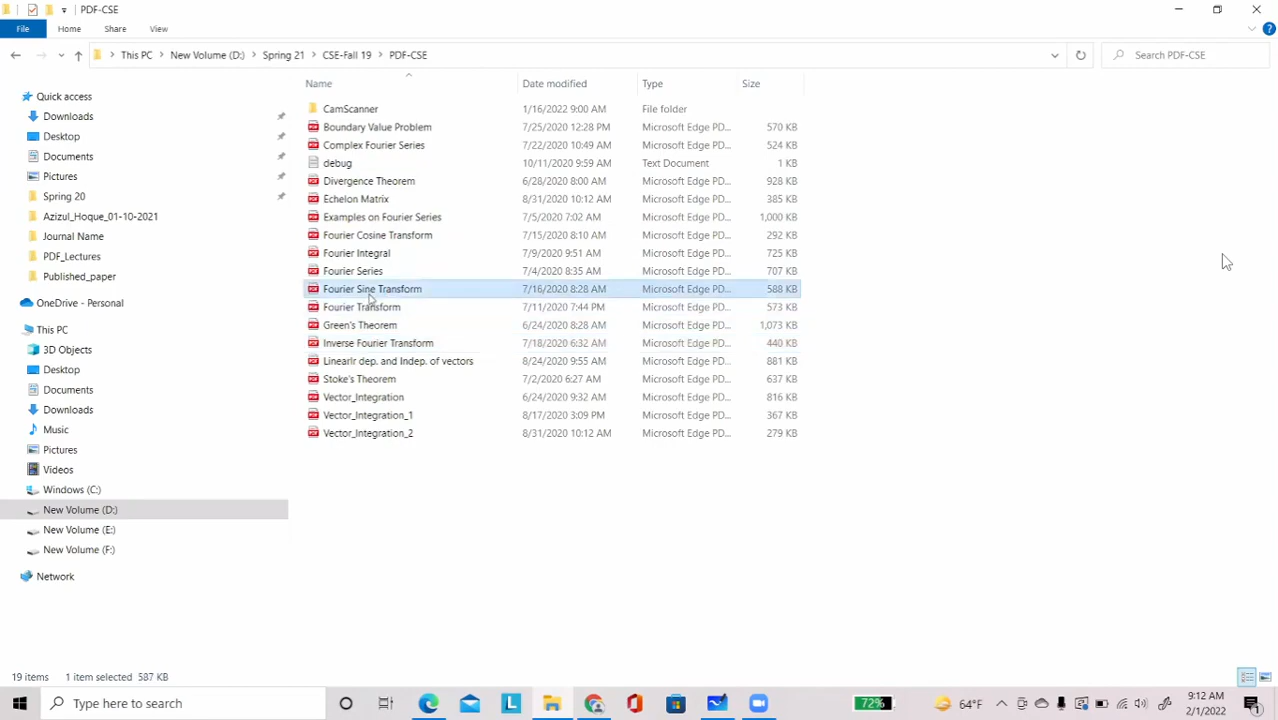 PDF-CSE
File Home Share View
This PC New Volume (D:) Spring 21 CSE-Fall 19 PDF-CSE Search PDF-CSE
Name Date modified Type Size
CamScanner 1/16/2022 9:00 AM File folder
Boundary Value Problem 7/25/2020 12:28 PM Microsoft Edge PD... 570 KB
Complex Fourier Series 7/22/2020 10:49 AM Microsoft Edge PD... 524 KB
debug 10/11/2020 9:59 AM Text Document 1 KB
Divergence Theorem 6/28/2020 8:00 AM Microsoft Edge PD... 928 KB
Echelon Matrix 8/31/2020 10:12 AM Microsoft Edge PD... 385 KB
Examples on Fourier Series 7/5/2020 7:02 AM Microsoft Edge PD... 1,000 KB
Fourier Cosine Transform 7/15/2020 8:10 AM Microsoft Edge PD... 292 KB
Fourier Integral 7/9/2020 9:51 AM Microsoft Edge PD... 725 KB
Fourier Series 7/4/2020 8:35 AM Microsoft Edge PD... 707 KB
Fourier Sine Transform 7/16/2020 8:28 AM Microsoft Edge PD... 588 KB
Fourier Transform 7/11/2020 7:44 PM Microsoft Edge PD... 573 KB
Green's Theorem 6/24/2020 8:28 AM Microsoft Edge PD... 1,073 KB
Inverse Fourier Transform 7/18/2020 6:32 AM Microsoft Edge PD... 440 KB
Linearlr dep. and Indep. of vectors 8/24/2020 9:55 AM Microsoft Edge PD... 881 KB
Stoke's Theorem 7/2/2020 6:27 AM Microsoft Edge PD... 637 KB
Vector_Integration 6/24/2020 9:32 AM Microsoft Edge PD... 816 KB
Vector_Integration_1 8/17/2020 3:09 PM Microsoft Edge PD... 367 KB
Vector_Integration_2 8/31/2020 10:12 AM Microsoft Edge PD... 279 KB
Quick access
Downloads
Desktop
Documents
Pictures
Spring 20
Azizul_Hoque_01-10-2021
Journal Name
PDF_Lectures
Published_paper
OneDrive - Personal
This PC
3D Objects
Desktop
Documents
Downloads
Music
Pictures
Videos
Windows (C:)
New Volume (D:)
New Volume (E:)
New Volume (F:)
Network
19 items 1 item selected 587 KB
Type here to search 72% 64°F 9:12 AM
2/1/2022